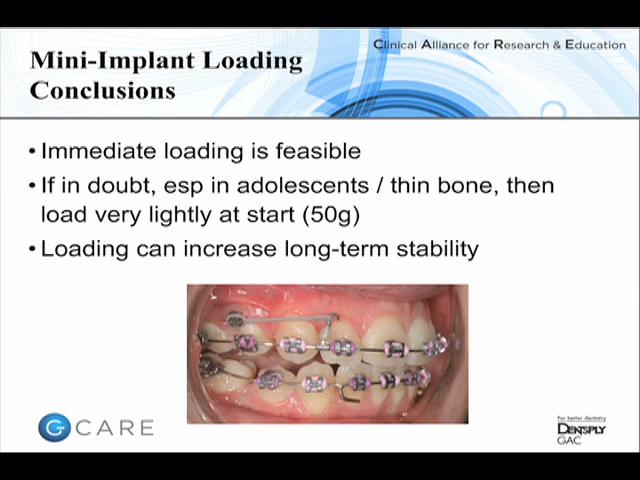 Clinical Alliance for Research & Education
Mini-Implant Loading
Conclusions
• Immediate loading is feasible
• If in doubt, esp in adolescents / thin bone, then
load very lightly at start (50g)
• Loading can increase long-term stability
G CARE
For better dentistry
DENTSPLY
GAC